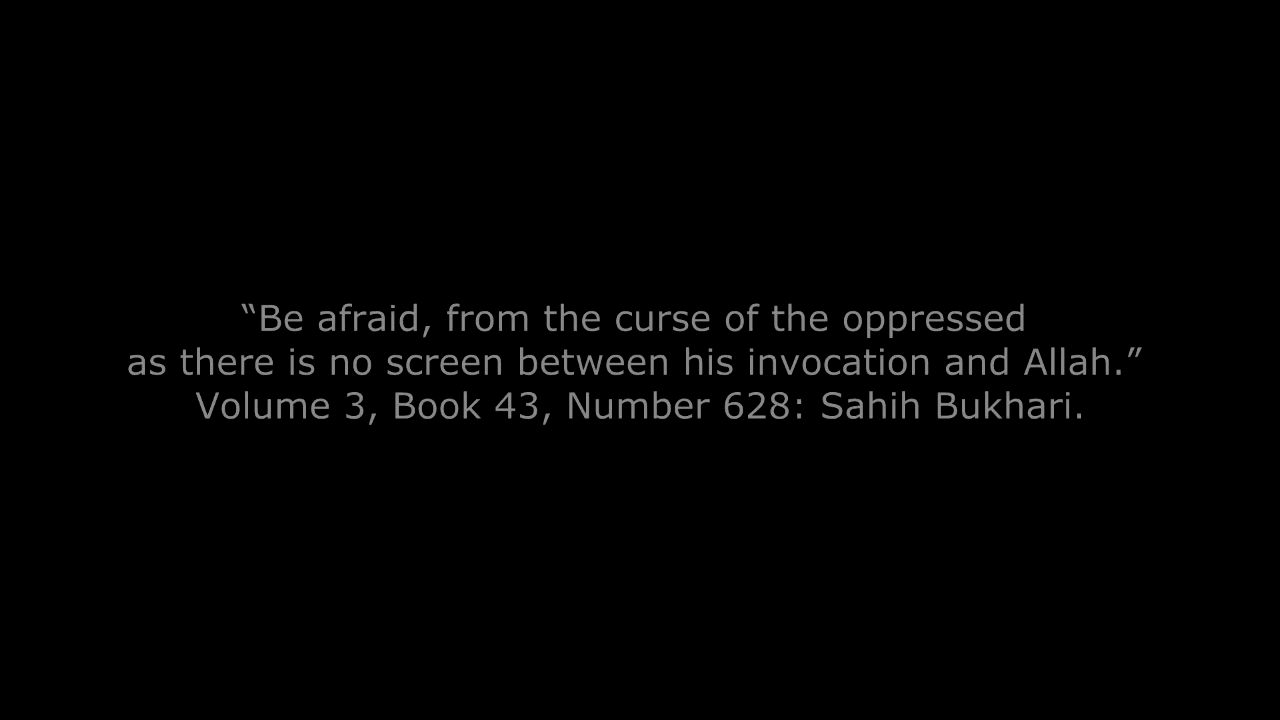 “Be afraid, from the curse of the oppressed
as there is no screen between his invocation and Allah.”
Volume 3, Book 43, Number 628: Sahih Bukhari.